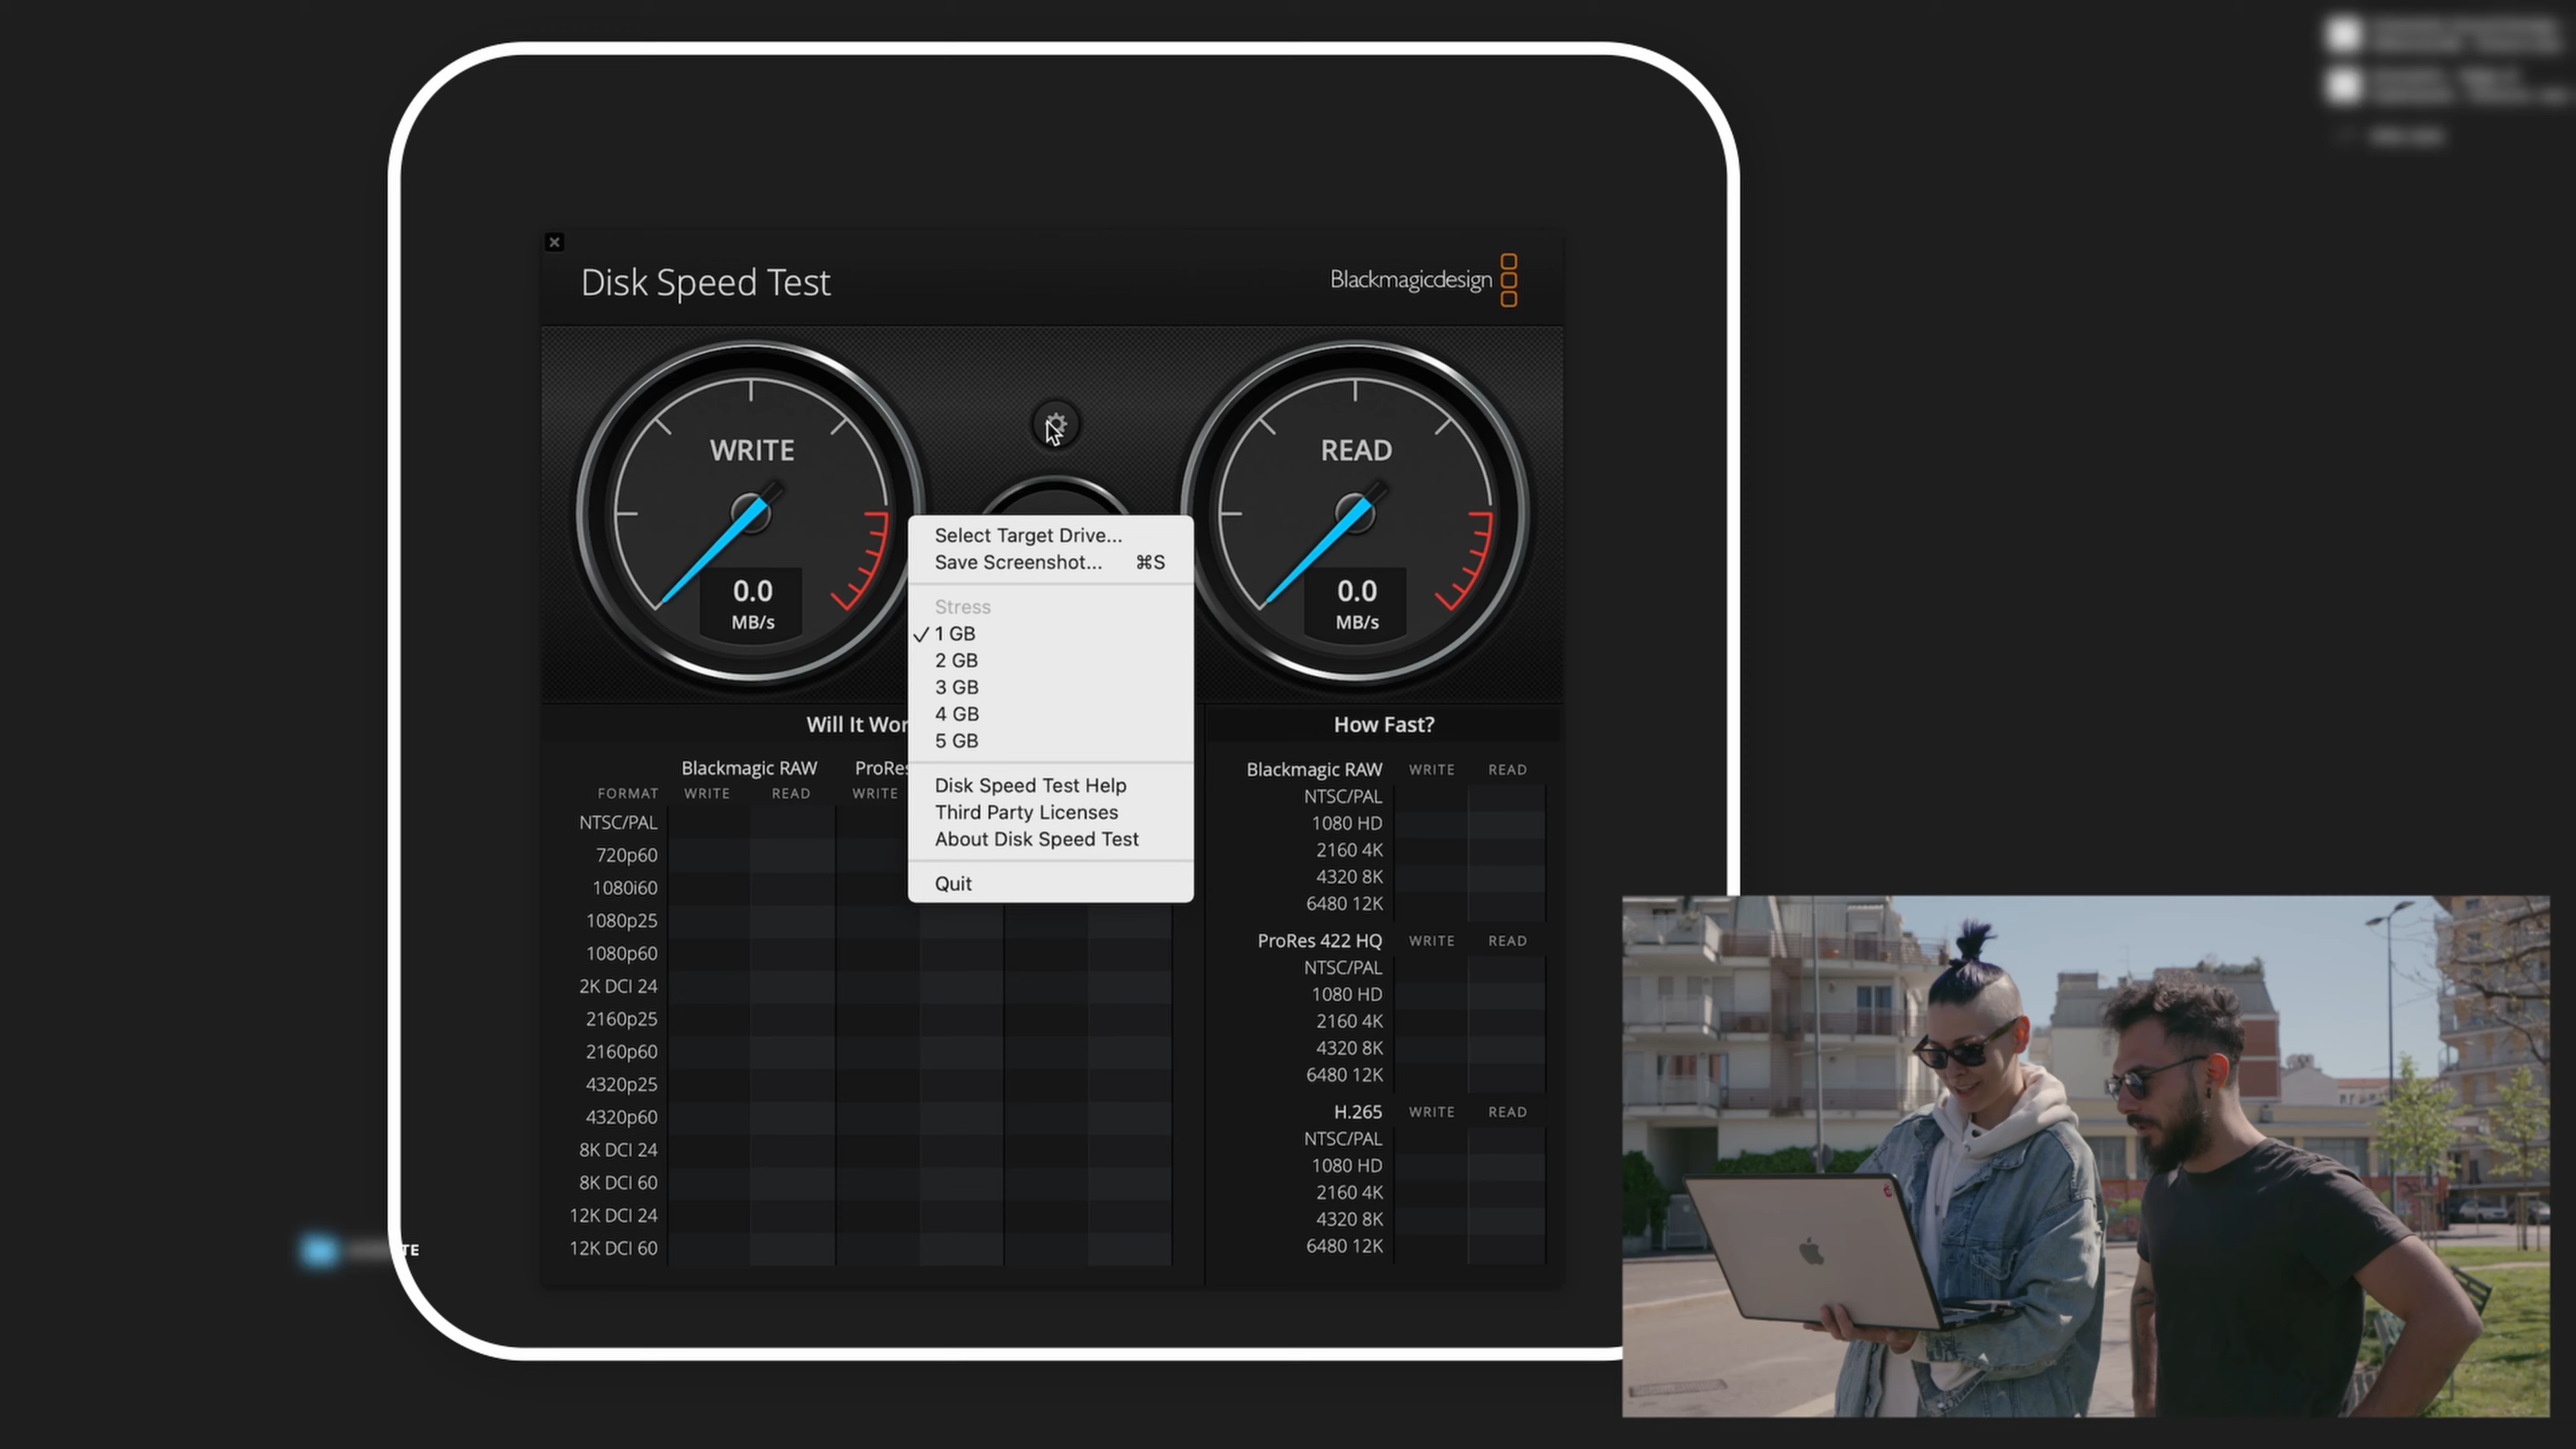 Disk Speed Test
Blackmagicdesign
WRITE
0.0
MB/s
READ
0.0
MB/s
Select Target Drive...
Save Screenshot... ⌘S
Stress
✓ 1 GB
2 GB
3 GB
4 GB
5 GB
Disk Speed Test Help
Third Party Licenses
About Disk Speed Test
Quit
Will It Wor
Blackmagic RAW ProRes
FORMAT WRITE READ WRITE
NTSC/PAL
720p60
1080i60
1080p25
1080p60
2K DCI 24
2160p25
2160p60
4320p25
4320p60
8K DCI 24
8K DCI 60
12K DCI 24
12K DCI 60
How Fast?
Blackmagic RAW WRITE READ
NTSC/PAL
1080 HD
2160 4K
4320 8K
6480 12K
ProRes 422 HQ WRITE READ
NTSC/PAL
1080 HD
2160 4K
4320 8K
6480 12K
H.265 WRITE READ
NTSC/PAL
1080 HD
2160 4K
4320 8K
6480 12K
TE